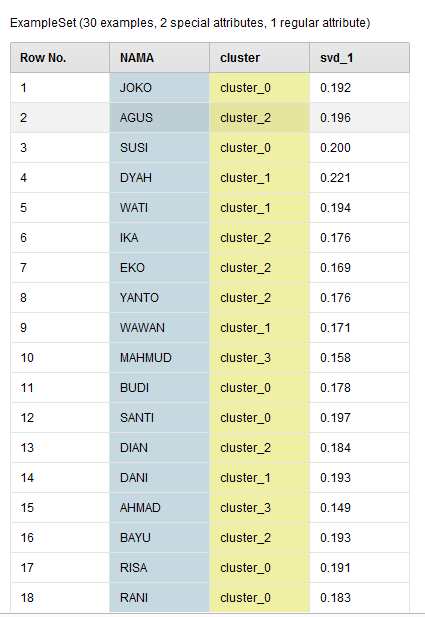 ExampleSet (30 examples, 2 special attributes, 1 regular attribute)
Row No. NAMA cluster svd_1
1 JOKO cluster_0 0.192
2 AGUS cluster_2 0.196
3 SUSI cluster_0 0.200
4 DYAH cluster_1 0.221
5 WATI cluster_1 0.194
6 IKA cluster_2 0.176
7 EKO cluster_2 0.169
8 YANTO cluster_2 0.176
9 WAWAN cluster_1 0.171
10 MAHMUD cluster_3 0.158
11 BUDI cluster_0 0.178
12 SANTI cluster_0 0.197
13 DIAN cluster_2 0.184
14 DANI cluster_1 0.193
15 AHMAD cluster_3 0.149
16 BAYU cluster_2 0.193
17 RISA cluster_0 0.191
18 RANI cluster_0 0.183